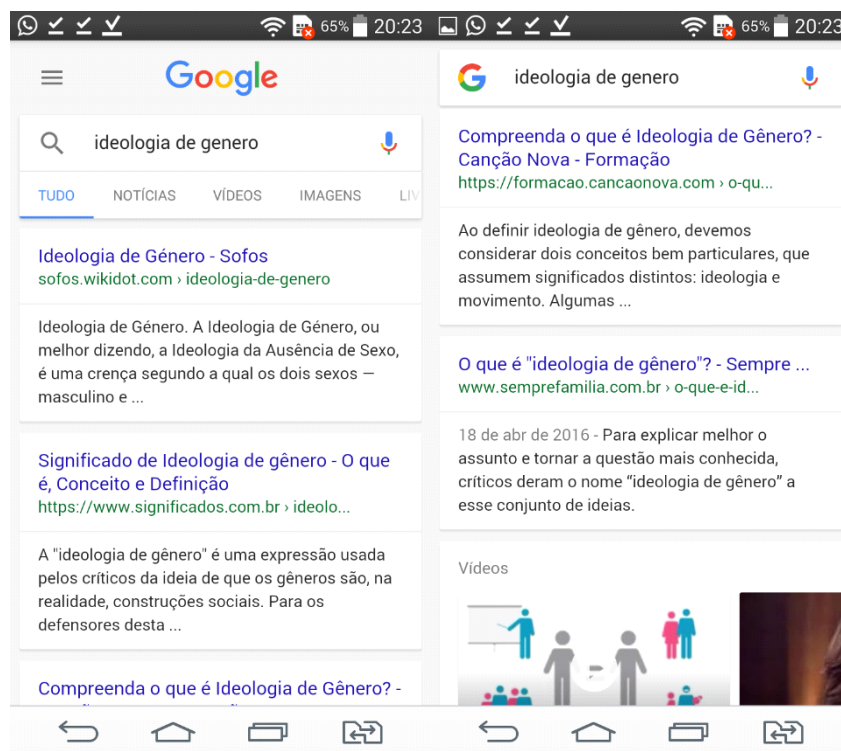 65% 20:23
Google
ideologia de genero
TUDO NOTÍCIAS VÍDEOS IMAGENS LIV
Ideologia de Género - Sofos
sofos.wikidot.com › ideologia-de-genero
Ideologia de Género. A Ideologia de Género, ou
melhor dizendo, a Ideologia da Ausência de Sexo,
é uma crença segundo a qual os dois sexos —
masculino e ...
Significado de Ideologia de gênero - O que
é, Conceito e Definição
https://www.significados.com.br › ideolo...
A "ideologia de gênero" é uma expressão usada
pelos críticos da ideia de que os gêneros são, na
realidade, construções sociais. Para os
defensores desta ...
Compreenda o que é Ideologia de Gênero? -
65% 20:23
ideologia de genero
Compreenda o que é Ideologia de Gênero? -
Canção Nova - Formação
https://formacao.cancaonova.com › o-qu...
Ao definir ideologia de gênero, devemos
considerar dois conceitos bem particulares, que
assumem significados distintos: ideologia e
movimento. Algumas ...
O que é "ideologia de gênero"? - Sempre ...
www.semprefamilia.com.br › o-que-e-id...
18 de abr de 2016 - Para explicar melhor o
assunto e tornar a questão mais conhecida,
críticos deram o nome “ideologia de gênero” a
esse conjunto de ideias.
Vídeos